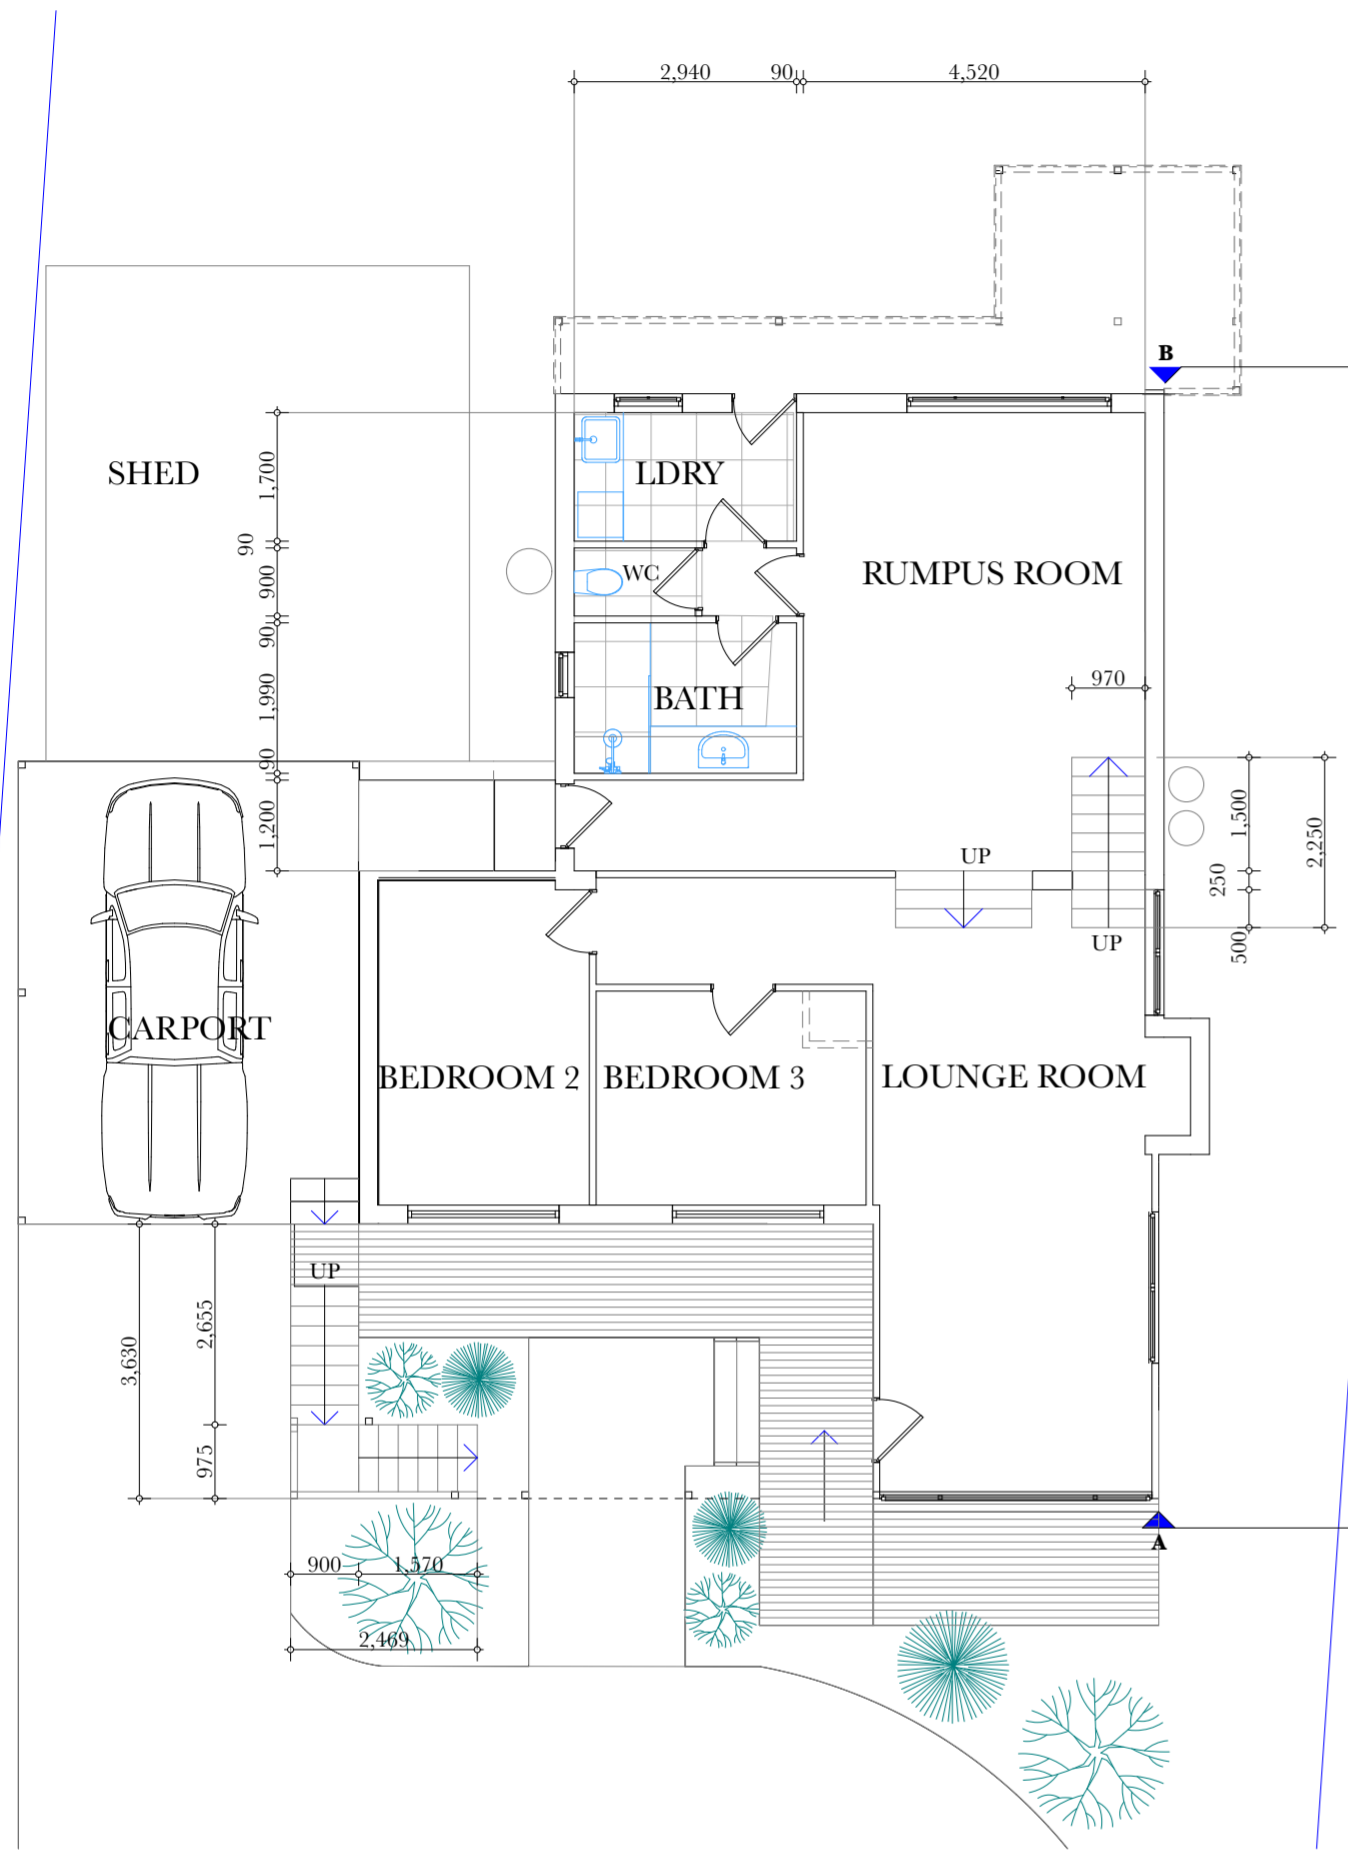 2,940 90 4,520
B
SHED
1,700
LDRY
90
900
WC
RUMPUS ROOM
90
1,990
BATH
970
90
1,200
1,500
2,250
UP
250
UP
500
CARPORT
BEDROOM 2
BEDROOM 3
LOUNGE ROOM
UP
2,655
3,630
975
A
900 1,570
2,469